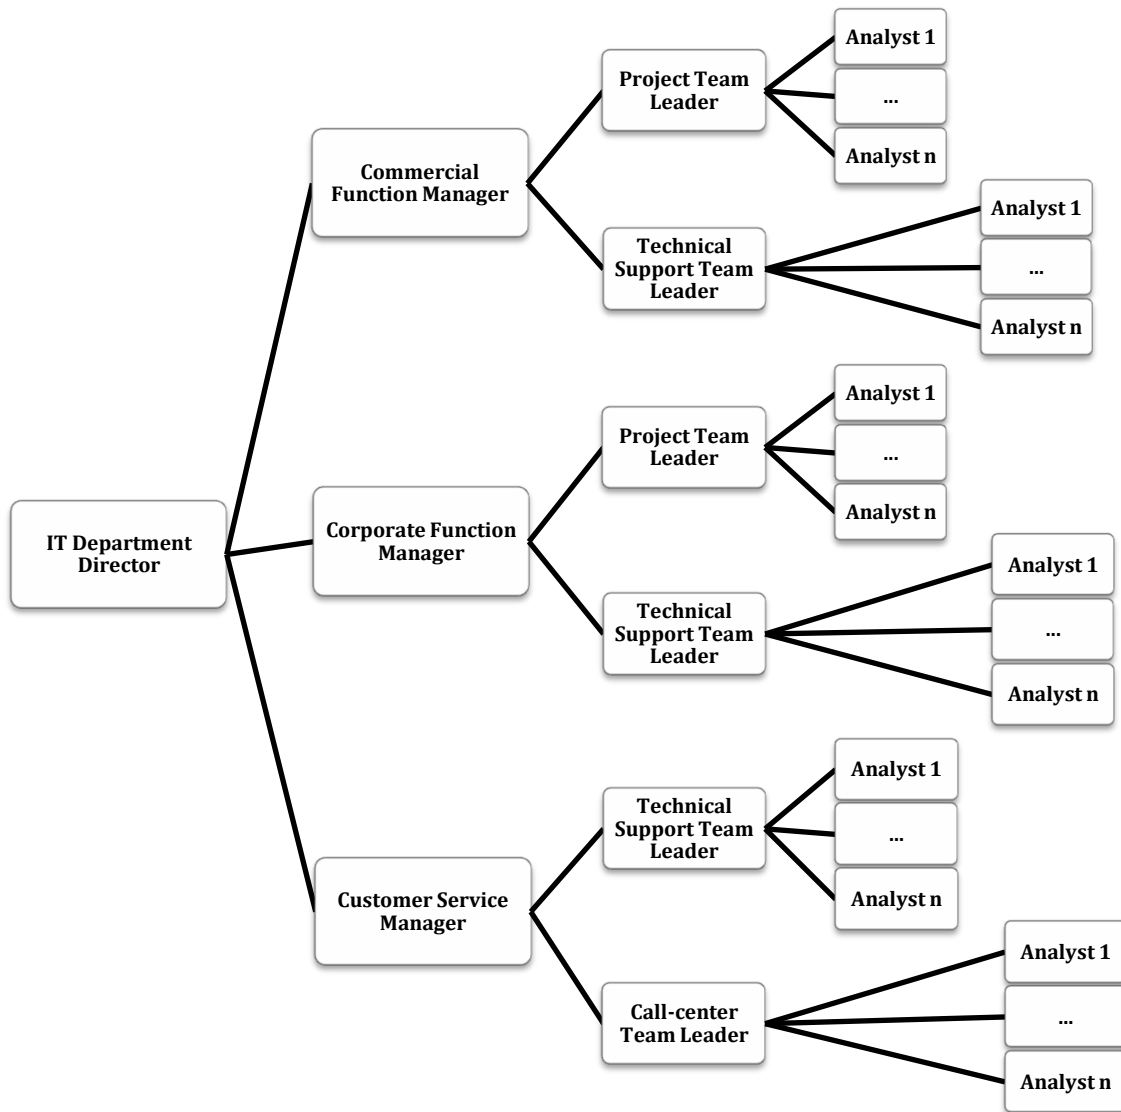 IT Department
Director
Commercial
Function Manager
Project Team
Leader
Analyst 1
...
Analyst n
Technical
Support Team
Leader
Analyst 1
...
Analyst n
Corporate Function
Manager
Project Team
Leader
Analyst 1
...
Analyst n
Technical
Support Team
Leader
Analyst 1
...
Analyst n
Customer Service
Manager
Technical
Support Team
Leader
Analyst 1
...
Analyst n
Call-center
Team Leader
Analyst 1
...
Analyst n